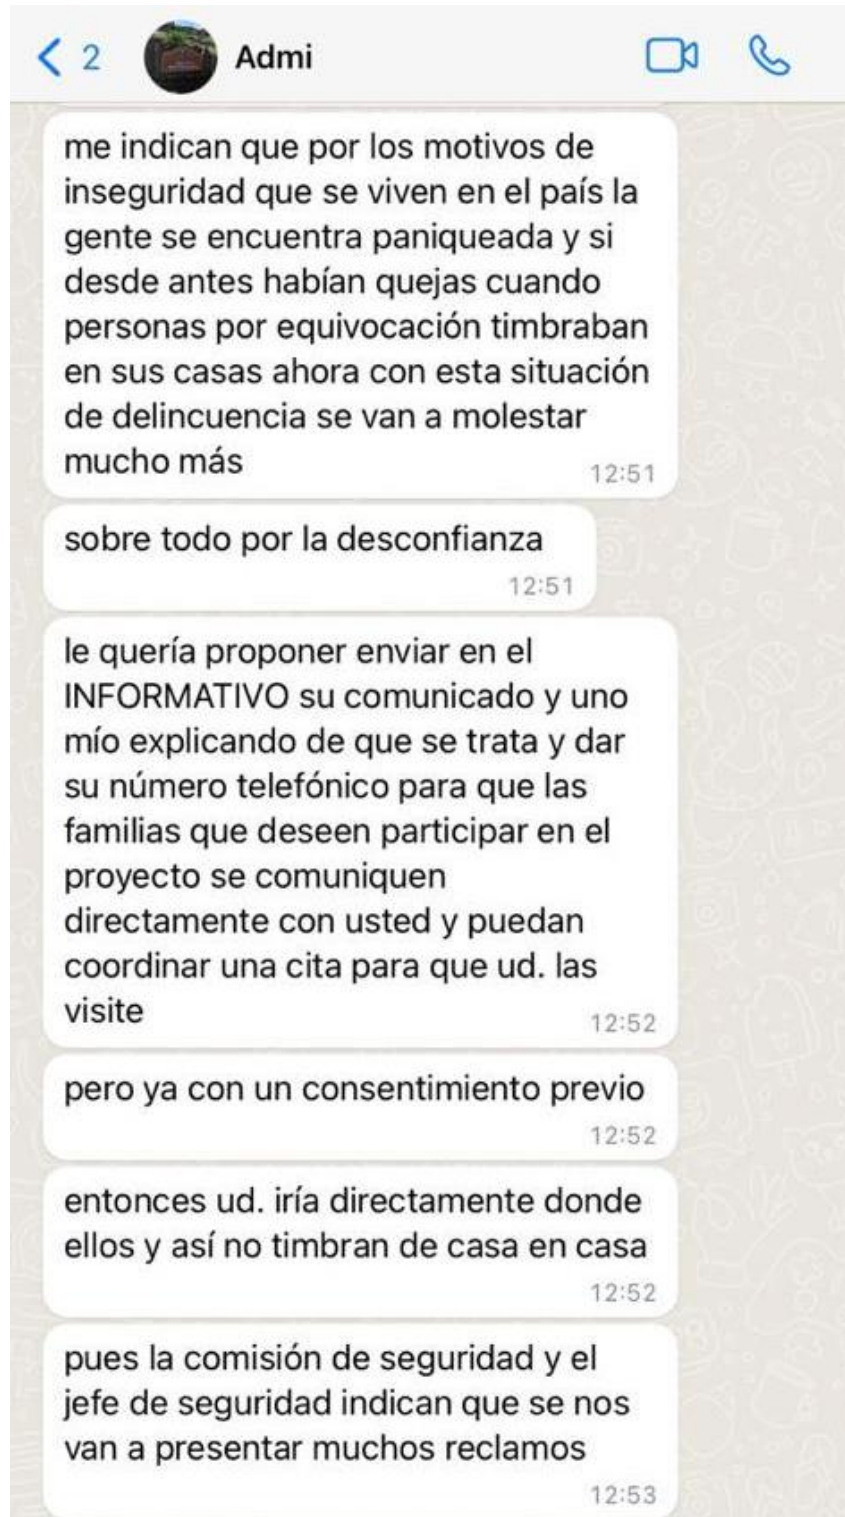 2
Admi
me indican que por los motivos de
inseguridad que se viven en el país la
gente se encuentra paniqueada y si
desde antes habían quejas cuando
personas por equivocación timbraban
en sus casas ahora con esta situación
de delincuencia se van a molestar
mucho más
12:51
sobre todo por la desconfianza
12:51
le quería proponer enviar en el
INFORMATIVO su comunicado y uno
mío explicando de que se trata y dar
su número telefónico para que las
familias que deseen participar en el
proyecto se comuniquen
directamente con usted y puedan
coordinar una cita para que ud. las
visite
12:52
pero ya con un consentimiento previo
12:52
entonces ud. iría directamente donde
ellos y así no timbran de casa en casa
12:52
pues la comisión de seguridad y el
jefe de seguridad indican que se nos
van a presentar muchos reclamos
12:53